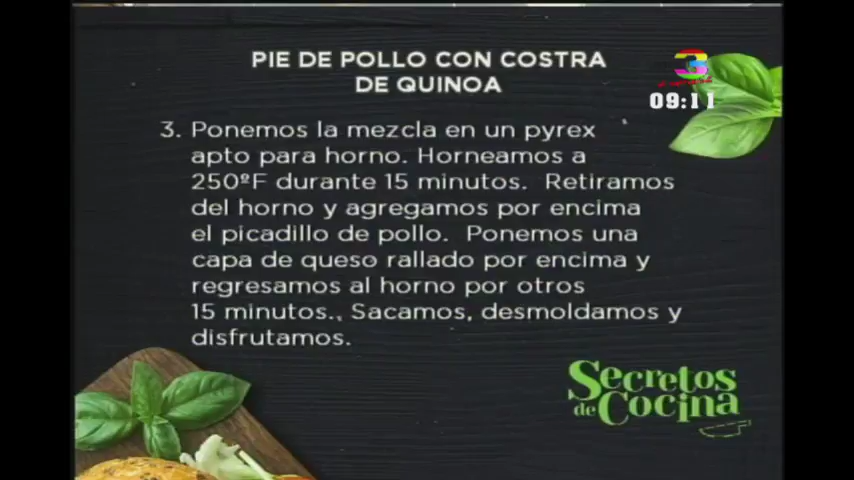 PIE DE POLLO CON COSTRA
DE QUINOA
3
09:11
3. Ponemos la mezcla en un pyrex
apto para horno. Horneamos a
250ºF durante 15 minutos. Retiramos
del horno y agregamos por encima
el picadillo de pollo. Ponemos una
capa de queso rallado por encima y
regresamos al horno por otros
15 minutos., Sacamos, desmoldamos y
disfrutamos.
Secretos
de Cocina